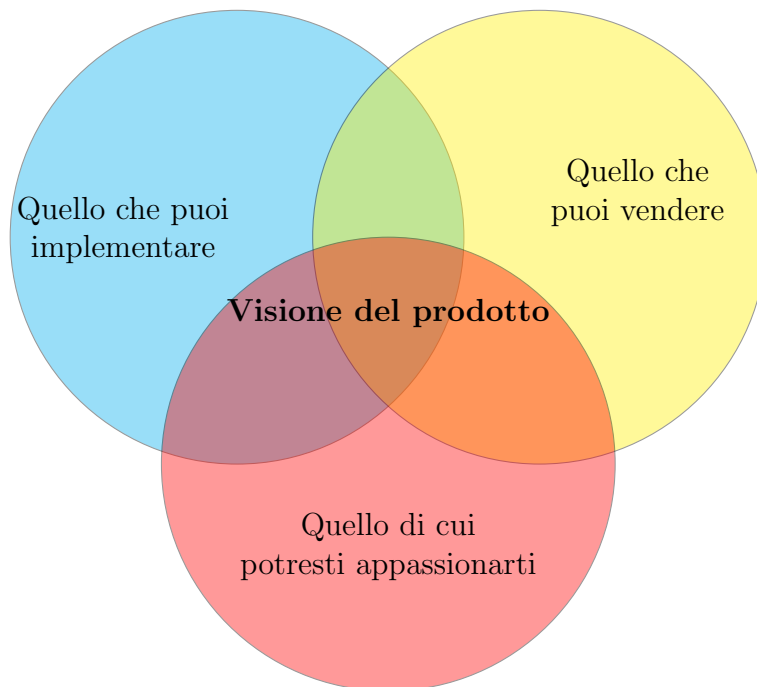 Quello che puoi
implementare
Quello che
puoi vendere
Visione del prodotto
Quello di cui
potresti appassionarti